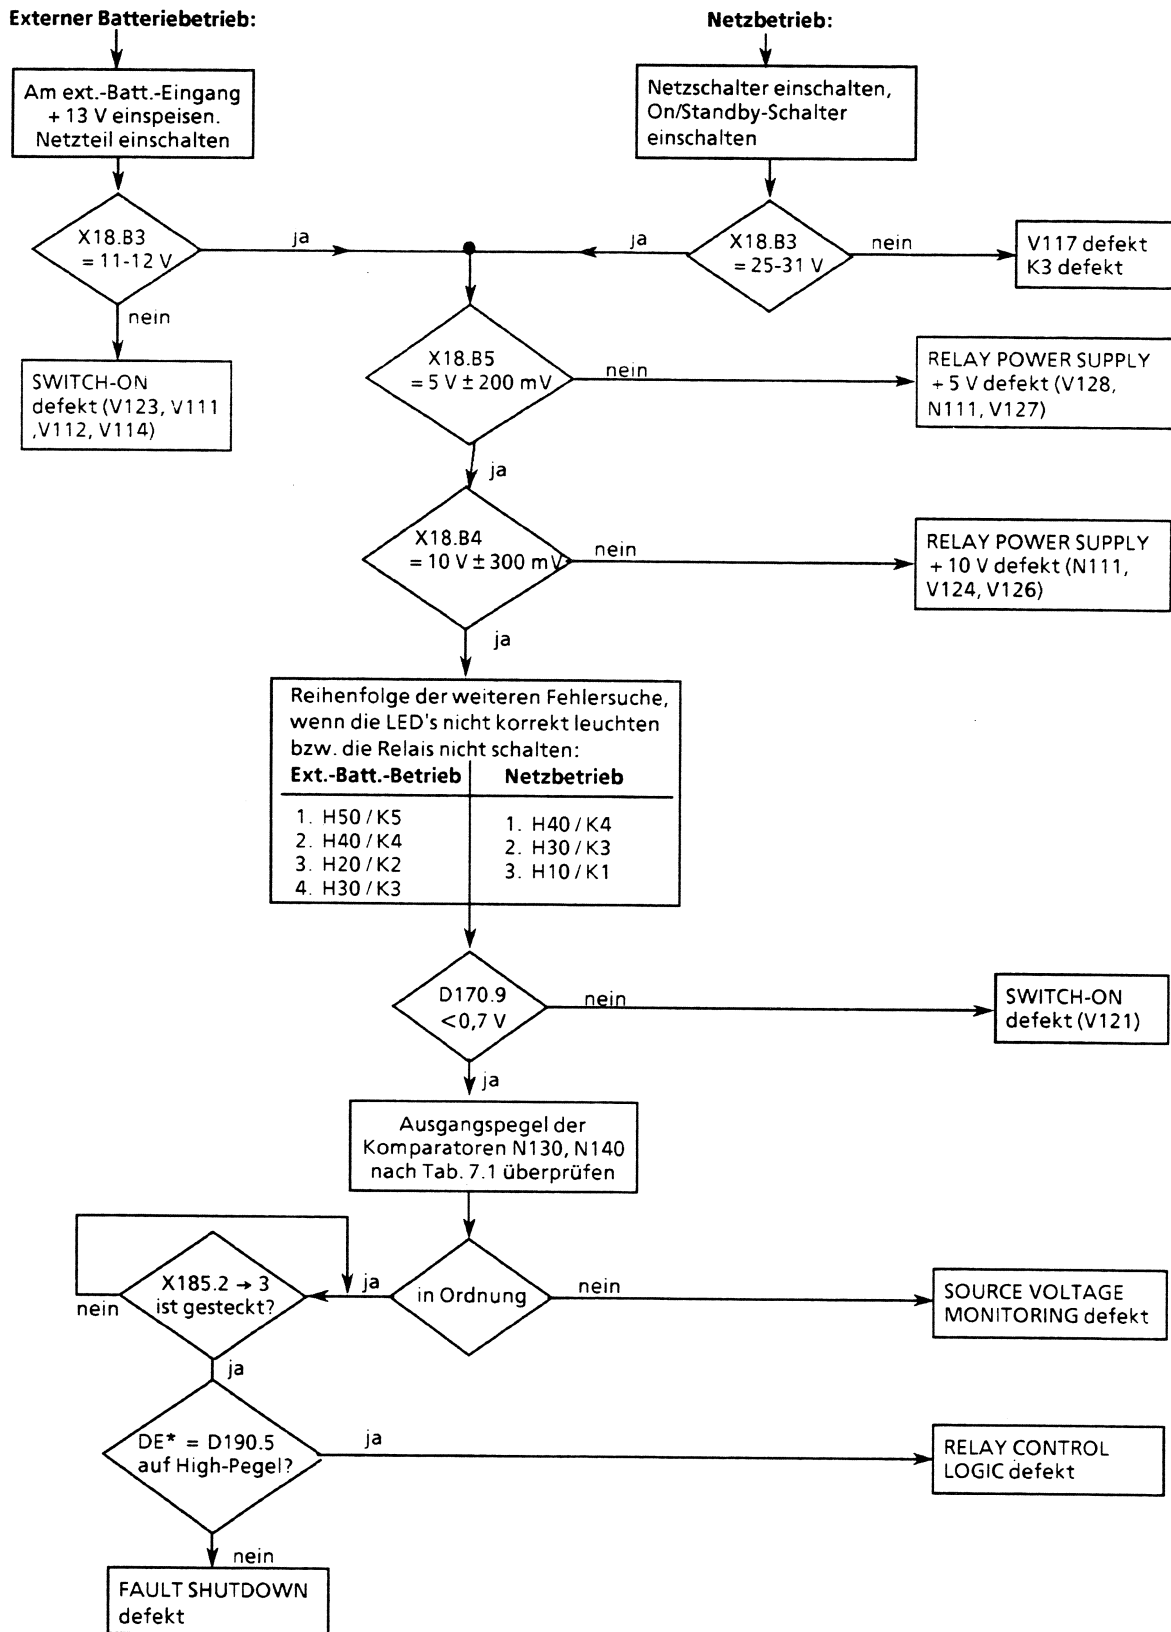 Externer Batteriebetrieb:
Netzbetrieb:
Am ext.-Batt.-Eingang
+ 13 V einspeisen.
Netzteil einschalten
Netzschalter einschalten,
On/Standby-Schalter
einschalten
X18.B3
= 11-12 V
ja
ja
X18.B3
= 25-31 V
nein
V117 defekt
K3 defekt
nein
SWITCH-ON
defekt (V123, V111
,V112, V114)
X18.B5
= 5 V ± 200 mV
nein
RELAY POWER SUPPLY
+ 5 V defekt (V128,
N111, V127)
ja
X18.B4
= 10 V ± 300 mV
nein
RELAY POWER SUPPLY
+ 10 V defekt (N111,
V124, V126)
ja
Reihenfolge der weiteren Fehlersuche,
wenn die LED's nicht korrekt leuchten
bzw. die Relais nicht schalten:
Ext.-Batt.-Betrieb
Netzbetrieb
1. H50 / K5
2. H40 / K4
3. H20 / K2
4. H30 / K3
1. H40 / K4
2. H30 / K3
3. H10 / K1
D170.9
<0,7 V
nein
SWITCH-ON
defekt (V121)
ja
Ausgangspegel der
Komparatoren N130, N140
nach Tab. 7.1 überprüfen
X185.2 → 3
ist gesteckt?
nein
ja
in Ordnung
nein
SOURCE VOLTAGE
MONITORING defekt
ja
DE* = D190.5
auf High-Pegel?
ja
RELAY CONTROL
LOGIC defekt
nein
FAULT SHUTDOWN
defekt